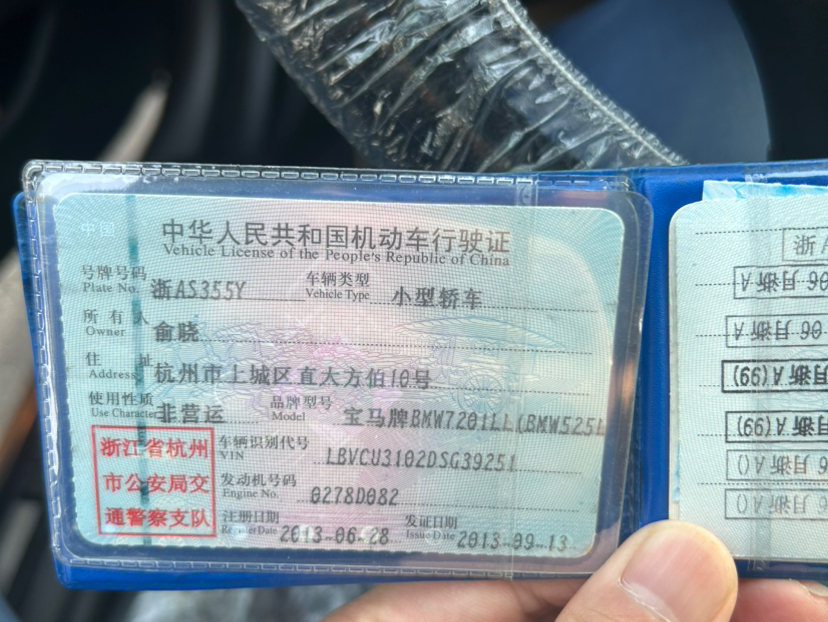 中国
中华人民共和国机动车行驶证
Vehicle License of the People's Republic of China
号牌号码 浙AS355Y 车辆类型 小型轿车
Plate No. Vehicle Type
所有人 俞晓
Owner
住址 杭州市上城区直大方伯10号
Address
使用性质 非营运 品牌型号 宝马牌BMW7201LL(BMW525L
Use Character Model
浙江省杭州
市公安局交
通警察支队
车辆识别代号 LBVCU3102DSG39251
VIN
发动机号码 0278D082
Engine No.
注册日期 2013-06-28 发证日期 2013-09-13
Register Date Issue Date
浙A